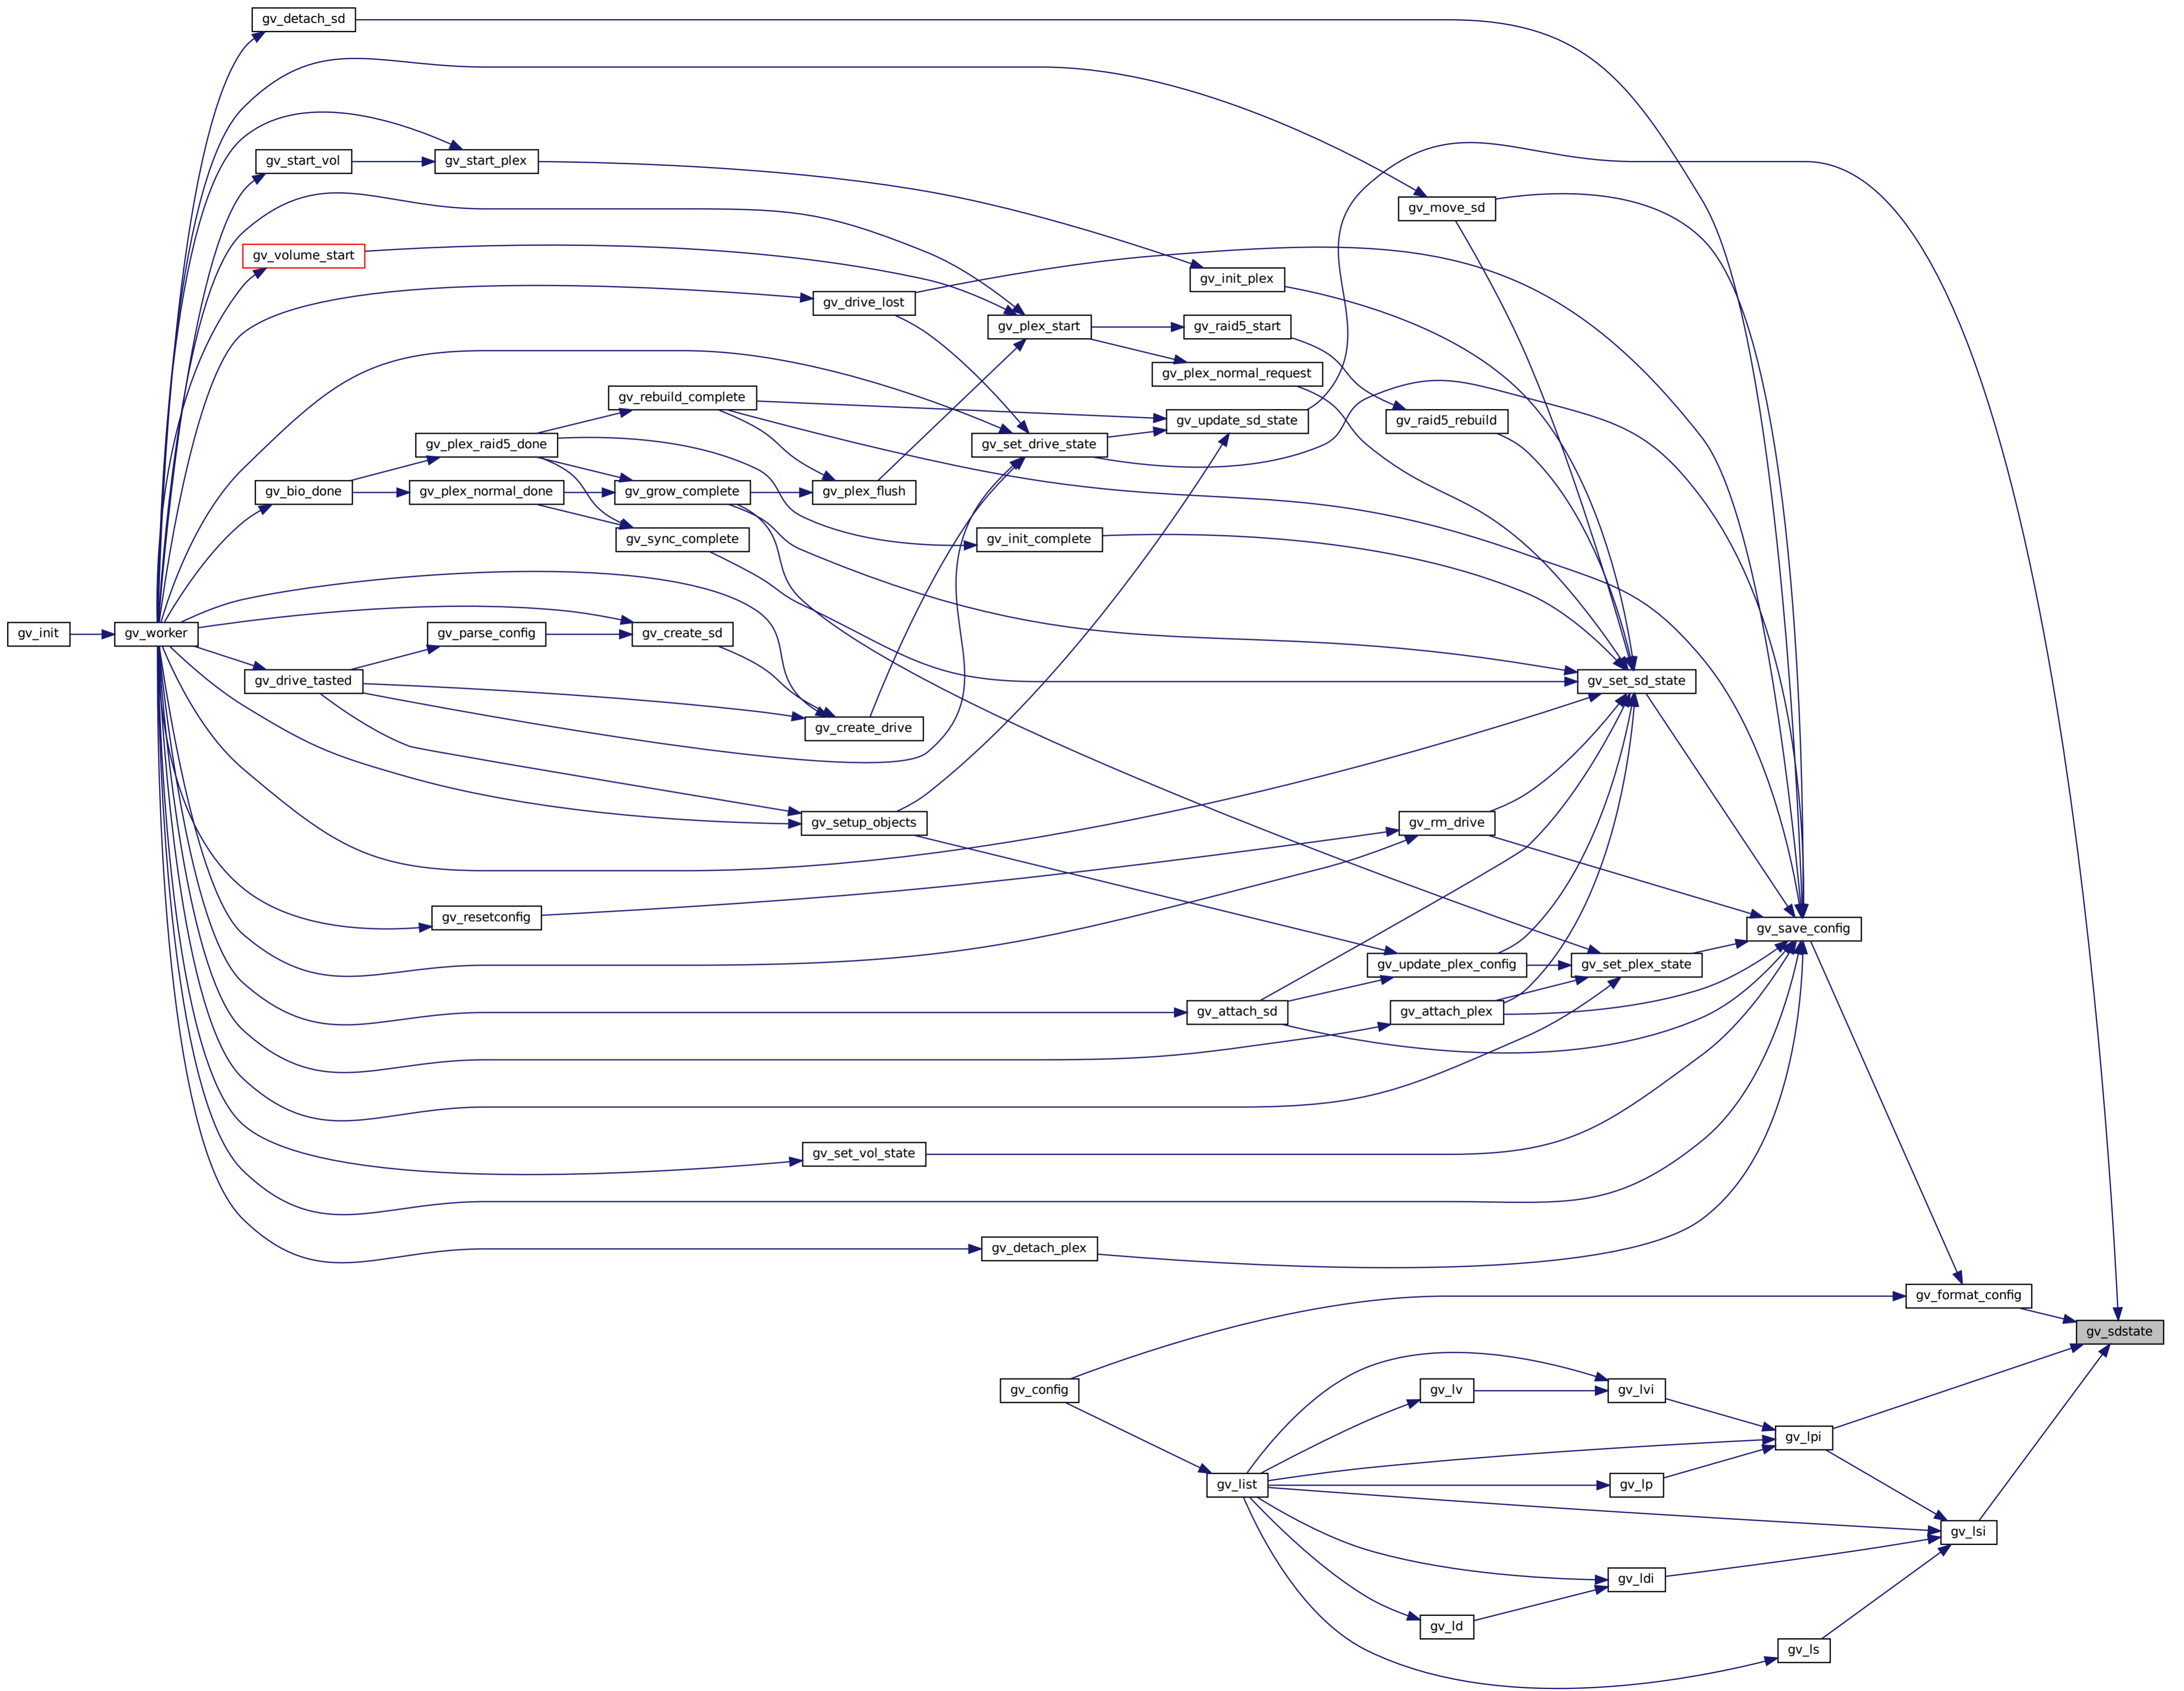 gv_detach_sd
gv_start_vol
gv_start_plex
gv_move_sd
gv_volume_start
gv_init_plex
gv_drive_lost
gv_plex_start
gv_raid5_start
gv_plex_normal_request
gv_rebuild_complete
gv_update_sd_state
gv_raid5_rebuild
gv_plex_raid5_done
gv_set_drive_state
gv_bio_done
gv_plex_normal_done
gv_grow_complete
gv_plex_flush
gv_sync_complete
gv_init_complete
gv_init
gv_worker
gv_parse_config
gv_create_sd
gv_drive_tasted
gv_set_sd_state
gv_create_drive
gv_setup_objects
gv_rm_drive
gv_resetconfig
gv_save_config
gv_update_plex_config
gv_set_plex_state
gv_attach_sd
gv_attach_plex
gv_set_vol_state
gv_detach_plex
gv_format_config
gv_sdstate
gv_config
gv_lv
gv_lvi
gv_lpi
gv_list
gv_lp
gv_lsi
gv_ldi
gv_ld
gv_ls